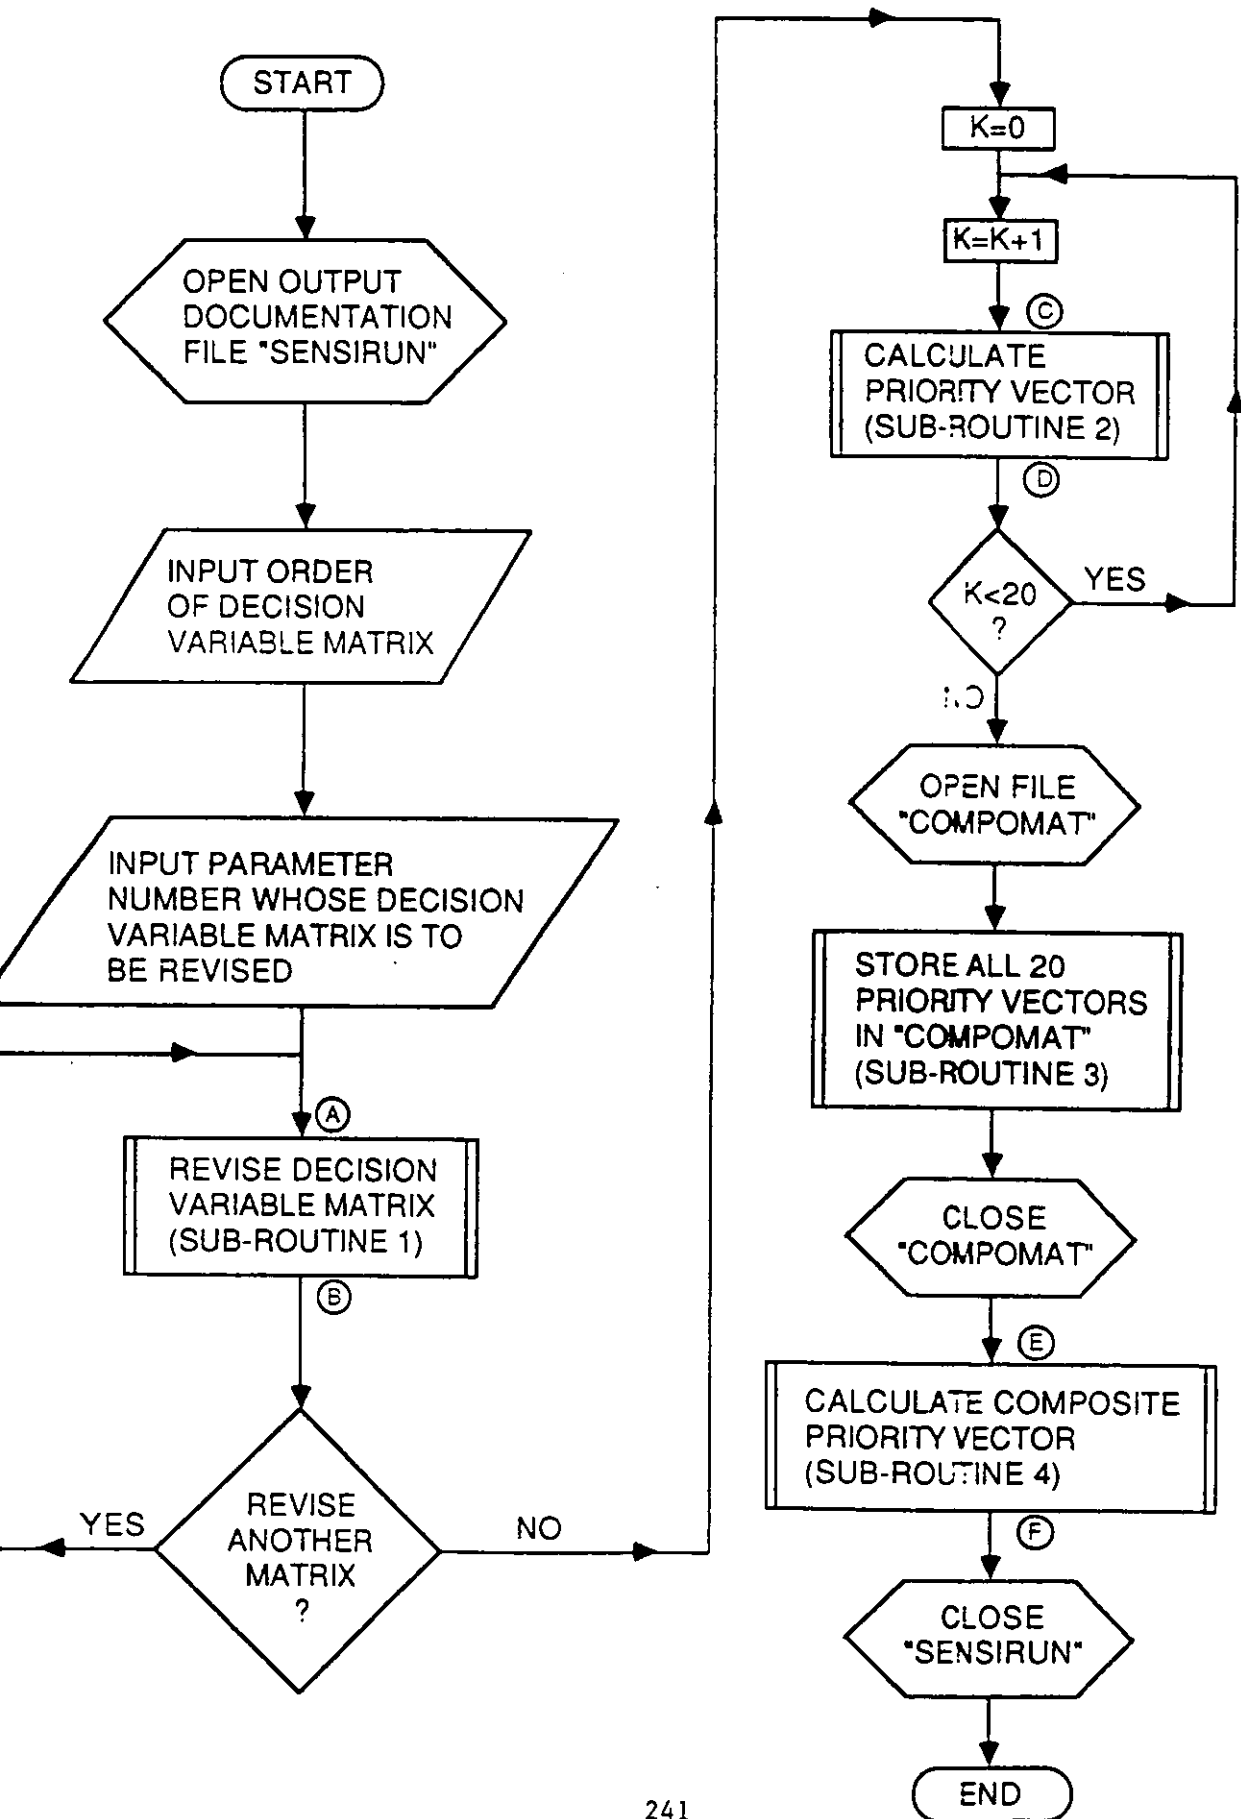 START
OPEN OUTPUT
DOCUMENTATION
FILE "SENSIRUN"
INPUT ORDER
OF DECISION
VARIABLE MATRIX
INPUT PARAMETER
NUMBER WHOSE DECISION
VARIABLE MATRIX IS TO
BE REVISED
A
REVISE DECISION
VARIABLE MATRIX
(SUB-ROUTINE 1)
B
REVISE
ANOTHER
MATRIX
?
YES
NO
K=0
K=K+1
C
CALCULATE
PRIORITY VECTOR
(SUB-ROUTINE 2)
D
K<20
?
YES
NO
OPEN FILE
"COMPOMAT"
STORE ALL 20
PRIORITY VECTORS
IN "COMPOMAT"
(SUB-ROUTINE 3)
CLOSE
"COMPOMAT"
E
CALCULATE COMPOSITE
PRIORITY VECTOR
(SUB-ROUTINE 4)
F
CLOSE
"SENSIRUN"
END
241